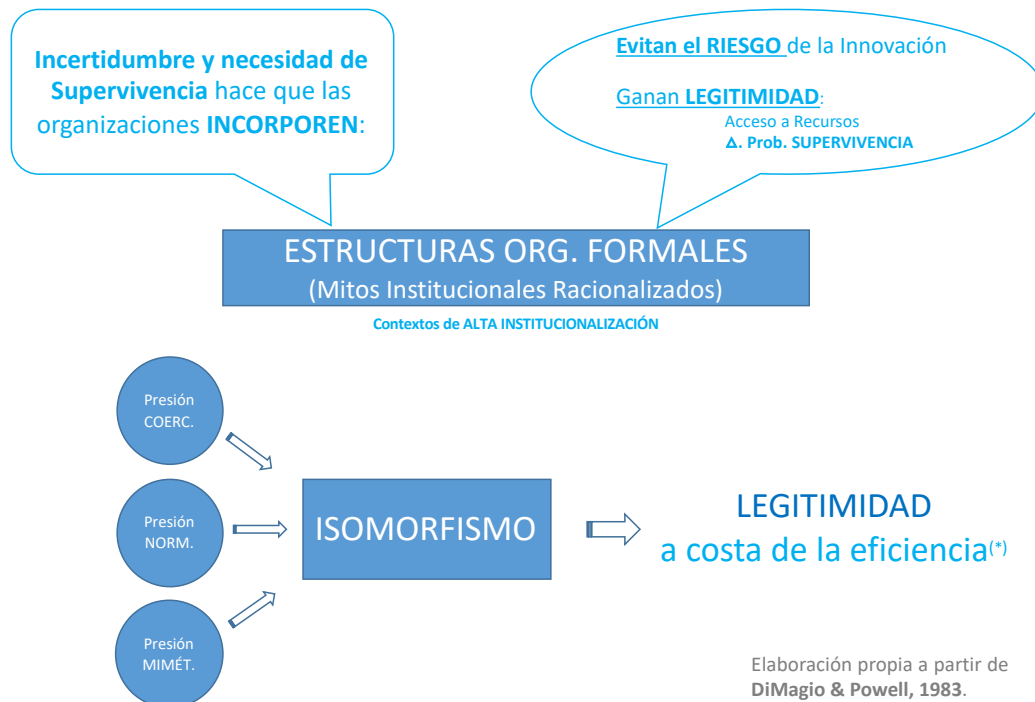 Incertidumbre y necesidad de
Supervivencia hace que las
organizaciones INCORPOREN:
Evitan el RIESGO de la Innovación
Ganan LEGITIMIDAD:
Acceso a Recursos
Δ. Prob. SUPERVIVENCIA
ESTRUCTURAS ORG. FORMALES
(Mitos Institucionales Racionalizados)
Contextos de ALTA INSTITUCIONALIZACIÓN
Presión
COERC.
Presión
NORM.
Presión
MIMÉT.
ISOMORFISMO
LEGITIMIDAD
a costa de la eficiencia(*)
Elaboración propia a partir de
DiMagio & Powell, 1983.